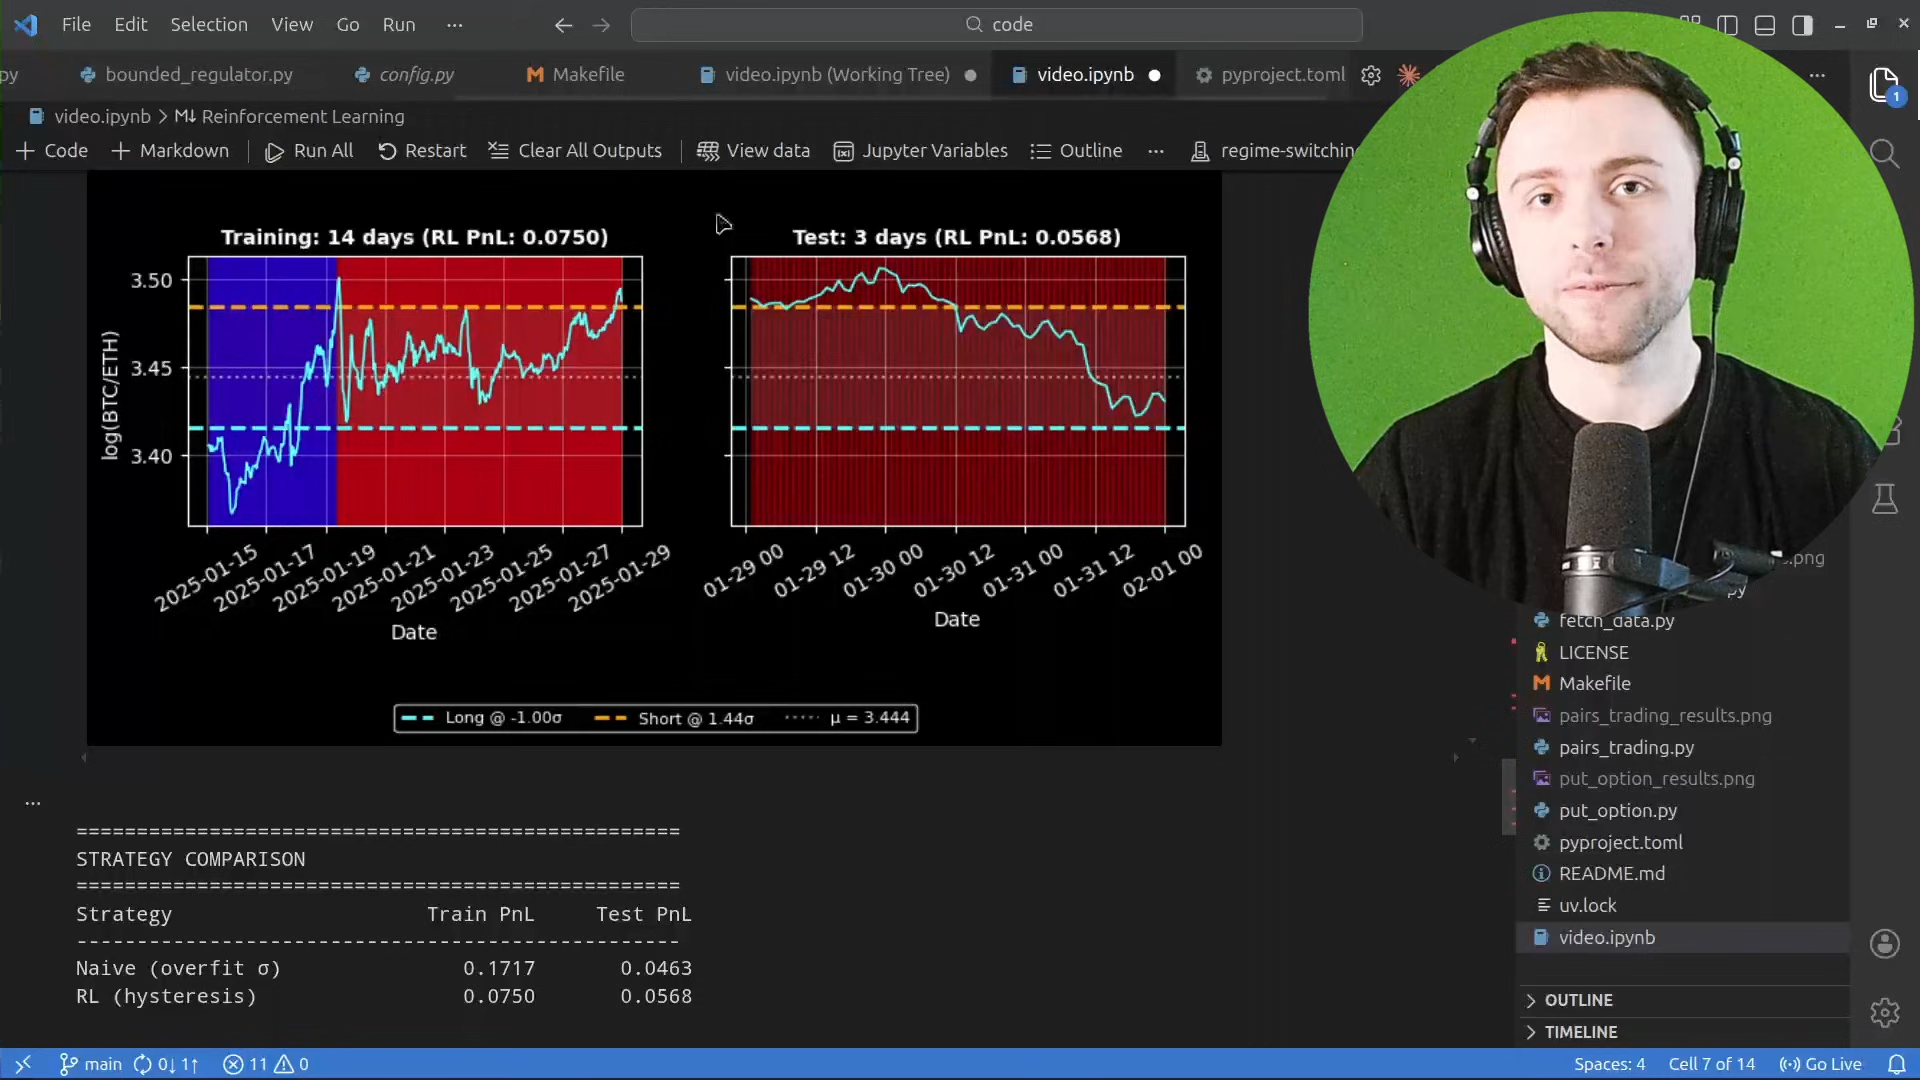 File Edit Selection View Go Run ··· code
py bounded_regulator.py config.py Makefile video.ipynb (Working Tree) video.ipynb pyproject.toml ···
video.ipynb > Reinforcement Learning
Code Markdown Run All Restart Clear All Outputs View data Jupyter Variables Outline ··· regime-switchin
1
Training: 14 days (RL PnL: 0.0750)
Test: 3 days (RL PnL: 0.0568)
log(BTC/ETH)
3.50
3.45
3.40
2025-01-15 2025-01-17 2025-01-19 2025-01-21 2025-01-23 2025-01-25 2025-01-27 2025-01-29
Date
01-29 00 01-29 12 01-30 00 01-30 12 01-31 00 01-31 12 02-01 00
Date
Long @ -1.00σ Short @ 1.44σ μ = 3.444
...
==================================================
STRATEGY COMPARISON
==================================================
Strategy Train PnL Test PnL
--------------------------------------------------
Naive (overfit σ) 0.1717 0.0463
RL (hysteresis) 0.0750 0.0568
.png
py
fetch_data.py
LICENSE
Makefile
pairs_trading_results.png
pairs_trading.py
put_option_results.png
put_option.py
pyproject.toml
README.md
uv.lock
video.ipynb
OUTLINE
TIMELINE
main 0↓ 1↑ 11 0 Spaces: 4 Cell 7 of 14 Go Live